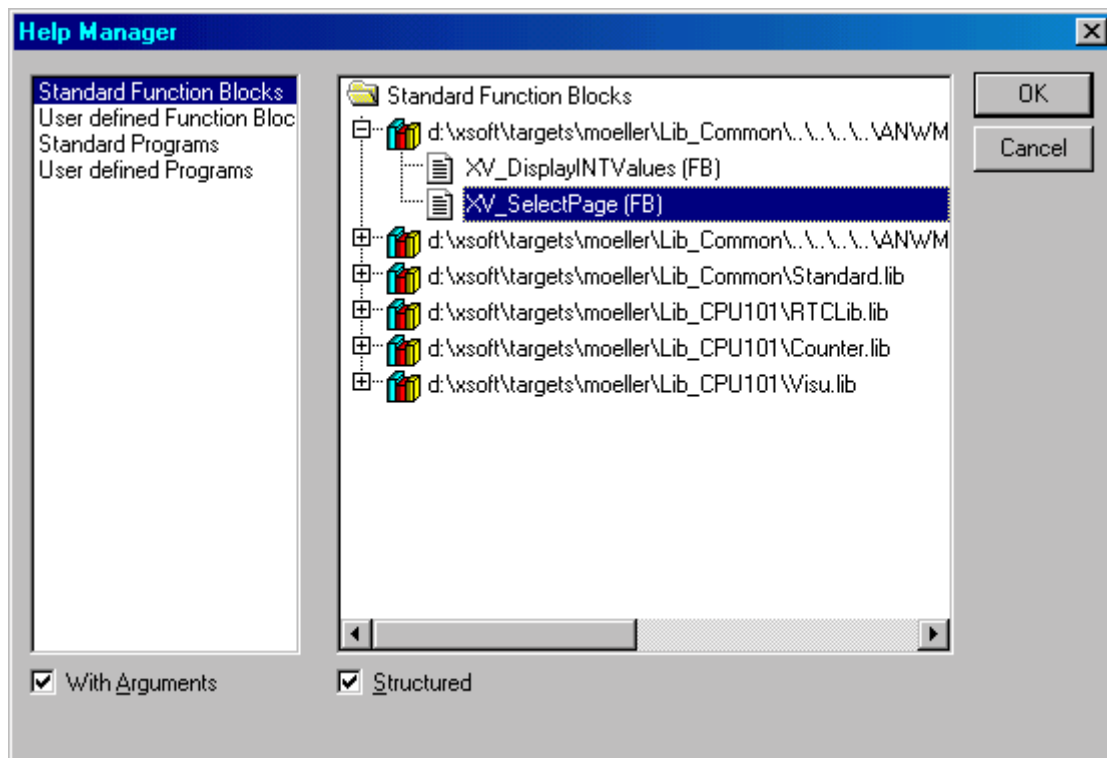 Help Manager
Standard Function Blocks
User defined Function Bloc
Standard Programs
User defined Programs
Standard Function Blocks
d:\xsoft\targets\moeller\Lib_Common\..\..\..\..\ANWM
XV_DisplayINTValues (FB)
XV_SelectPage (FB)
d:\xsoft\targets\moeller\Lib_Common\..\..\..\..\ANWM
d:\xsoft\targets\moeller\Lib_Common\Standard.lib
d:\xsoft\targets\moeller\Lib_CPU101\RTCLib.lib
d:\xsoft\targets\moeller\Lib_CPU101\Counter.lib
d:\xsoft\targets\moeller\Lib_CPU101\Visu.lib
OK
Cancel
With Arguments
Structured